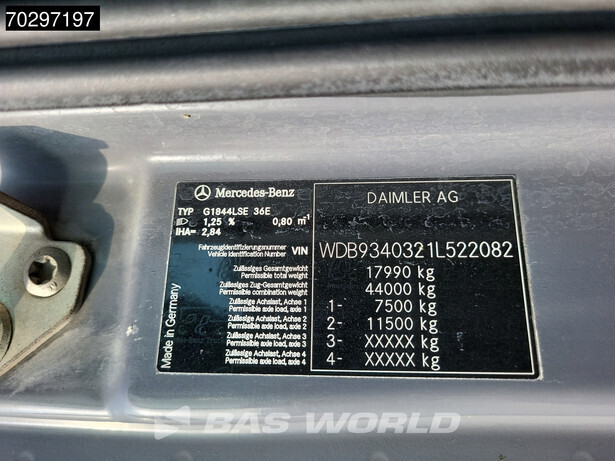 70297197
Mercedes-Benz
TYP G1844LSE 36E
1,25 % 0,80 m-1
IHA= 2,84
Fahrzeugidentifizierungsnummer
Vehicle Identification Number VIN
Zulässiges Gesamtgewicht
Permissible total weight
Zulässiges Zug-Gesamtgewicht
Permissible combination weight
Zulässige Achslast, Achse 1
Permissible axle load, axle 1
Zulässige Achslast, Achse 2
Permissible axle load, axle 2
Zulässige Achslast, Achse 3
Permissible axle load, axle 3
Zulässige Achslast, Achse 4
Permissible axle load, axle 4
Made in Germany
DAIMLER AG
WDB9340321L522082
17990 kg
44000 kg
1- 7500 kg
2- 11500 kg
3- XXXXX kg
4- XXXXX kg
BAS WORLD